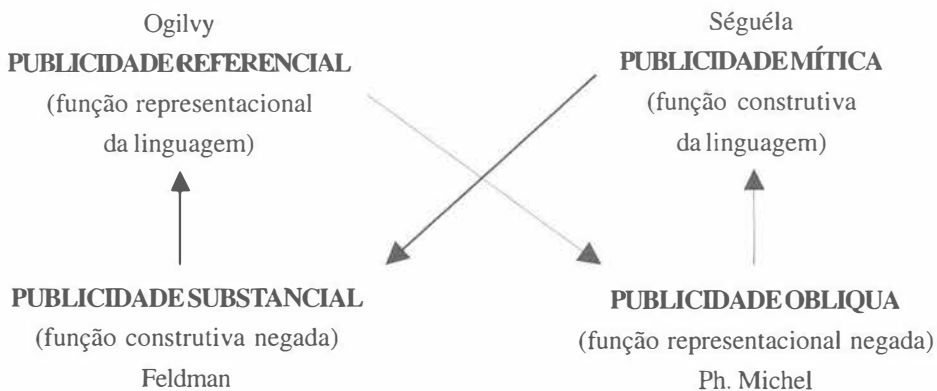 Ogilvy
PUBLICIDADE REFERENCIAL
(função representacional
da linguagem)
Séguéla
PUBLICIDADE MÍTICA
(função construtiva
da linguagem)
PUBLICIDADE SUBSTANCIAL
(função construtiva negada)
Feldman
PUBLICIDADE OBLIQUA
(função representacional negada)
Ph. Michel